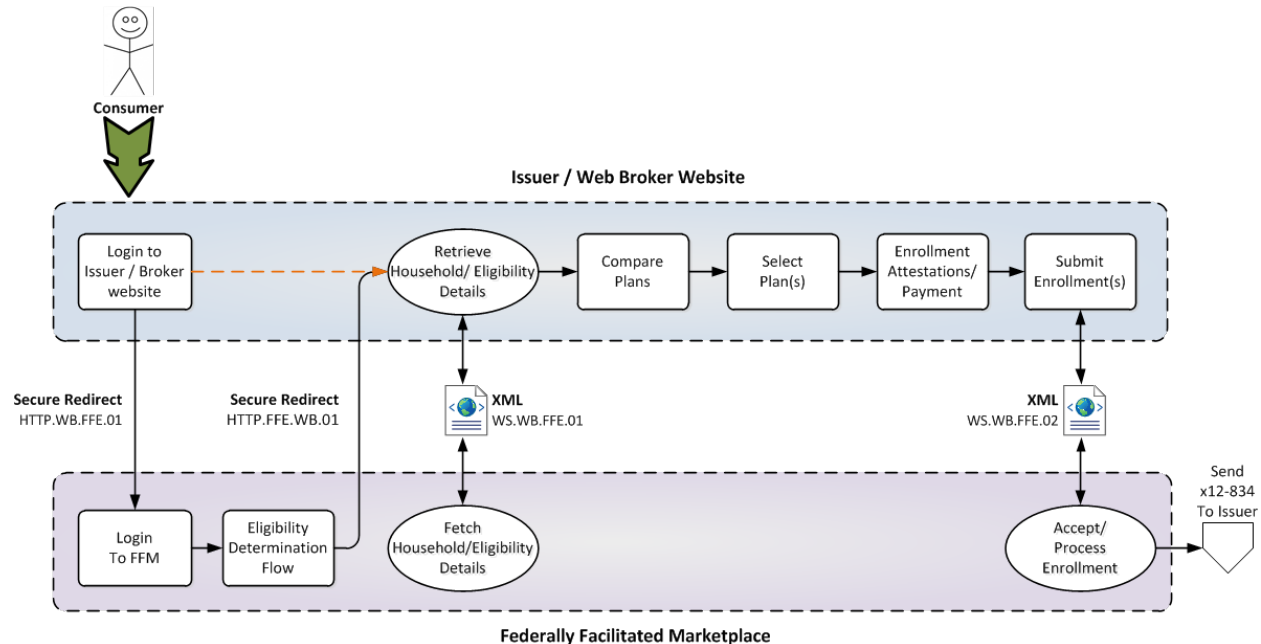 Consumer
Issuer / Web Broker Website
Login to
Issuer / Broker
website
Retrieve
Household/ Eligibility
Details
Compare
Plans
Select
Plan(s)
Enrollment
Attestations/
Payment
Submit
Enrollment(s)
Secure Redirect
HTTP.WB.FFE.01
Secure Redirect
HTTP.FFE.WB.01
XML
WS.WB.FFE.01
XML
WS.WB.FFE.02
Login
To FFM
Eligibility
Determination
Flow
Fetch
Household/Eligibility
Details
Accept/
Process
Enrollment
Send
x12-834
To Issuer
Federally Facilitated Marketplace